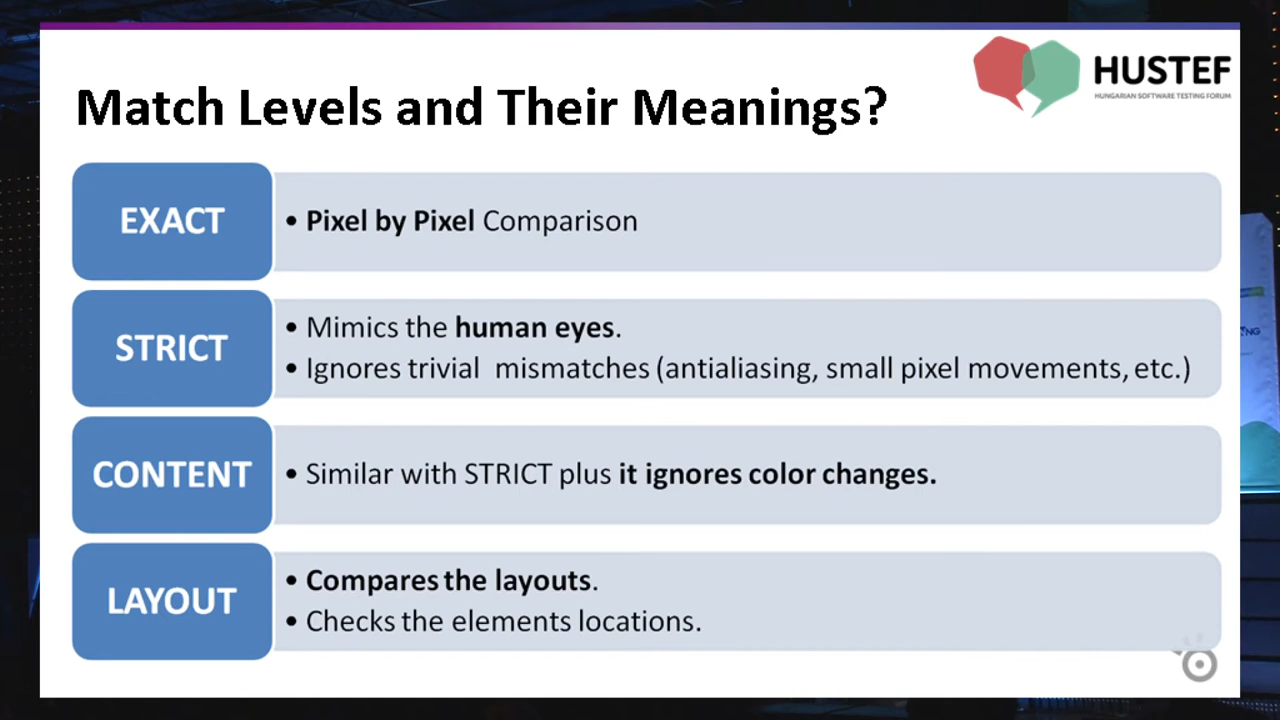 HUSTEF
HUNGARIAN SOFTWARE TESTING FORUM
Match Levels and Their Meanings?
EXACT
• Pixel by Pixel Comparison
STRICT
• Mimics the human eyes.
• Ignores trivial mismatches (antialiasing, small pixel movements, etc.)
CONTENT
• Similar with STRICT plus it ignores color changes.
LAYOUT
• Compares the layouts.
• Checks the elements locations.